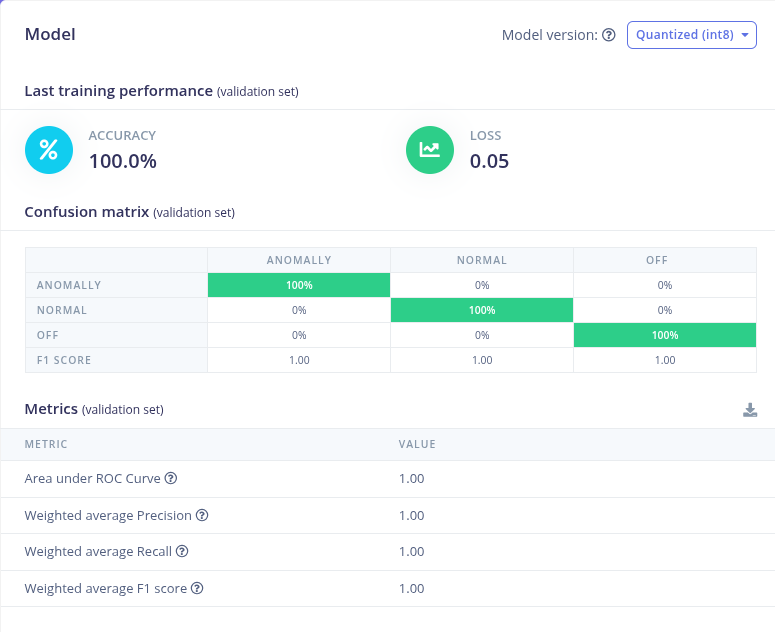 Model
Model version: Quantized (int8)
Last training performance (validation set)
%
ACCURACY
100.0%
LOSS
0.05
Confusion matrix (validation set)
ANOMALLY NORMAL OFF
ANOMALLY 100% 0% 0%
NORMAL 0% 100% 0%
OFF 0% 0% 100%
F1 SCORE 1.00 1.00 1.00
Metrics (validation set)
METRIC VALUE
Area under ROC Curve 1.00
Weighted average Precision 1.00
Weighted average Recall 1.00
Weighted average F1 score 1.00